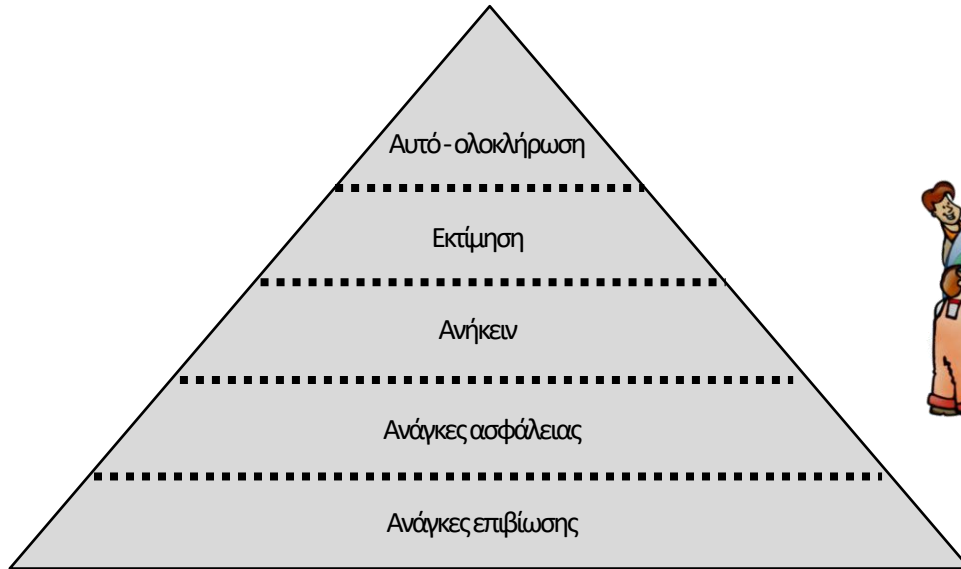 Αυτό - ολοκλήρωση
Εκτίμηση
Ανήκειν
Ανάγκες ασφάλειας
Ανάγκες επιβίωσης